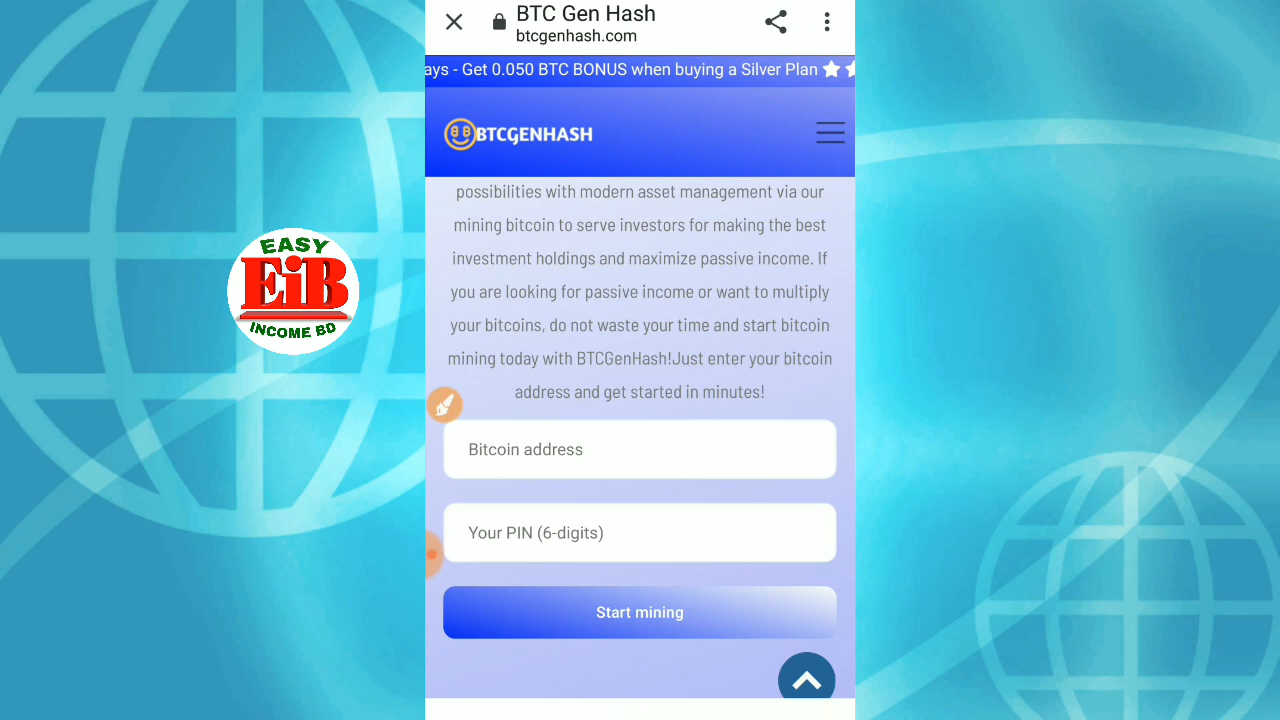 BTC Gen Hash
btcgenhash.com
ays - Get 0.050 BTC BONUS when buying a Silver Plan
BTCGENHASH
possibilities with modern asset management via our
mining bitcoin to serve investors for making the best
investment holdings and maximize passive income. If
you are looking for passive income or want to multiply
your bitcoins, do not waste your time and start bitcoin
mining today with BTCGenHash!Just enter your bitcoin
address and get started in minutes!
Bitcoin address
Your PIN (6-digits)
Start mining
EASY
EiB
INCOME BD